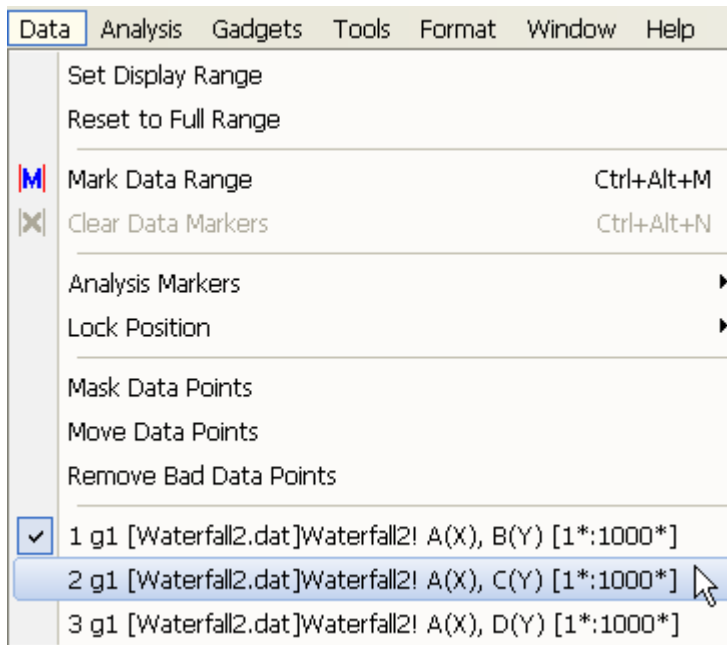 Data Analysis Gadgets Tools Format Window Help
Set Display Range
Reset to Full Range
M Mark Data Range Ctrl+Alt+M
Clear Data Markers Ctrl+Alt+N
Analysis Markers
Lock Position
Mask Data Points
Move Data Points
Remove Bad Data Points
1 g1 [Waterfall2.dat]Waterfall2! A(X), B(Y) [1*:1000*]
2 g1 [Waterfall2.dat]Waterfall2! A(X), C(Y) [1*:1000*]
3 g1 [Waterfall2.dat]Waterfall2! A(X), D(Y) [1*:1000*]